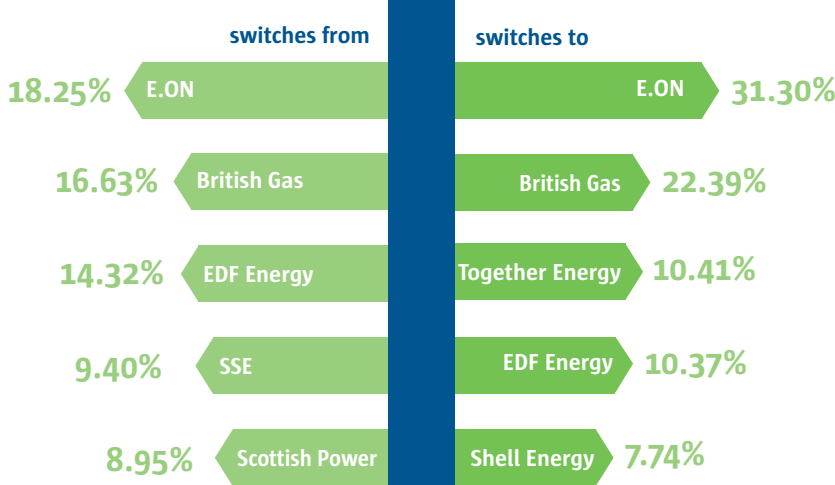 switches from
switches to
18.25% E.ON
E.ON 31.30%
16.63% British Gas
British Gas 22.39%
14.32% EDF Energy
Together Energy 10.41%
9.40% SSE
EDF Energy 10.37%
8.95% Scottish Power
Shell Energy 7.74%